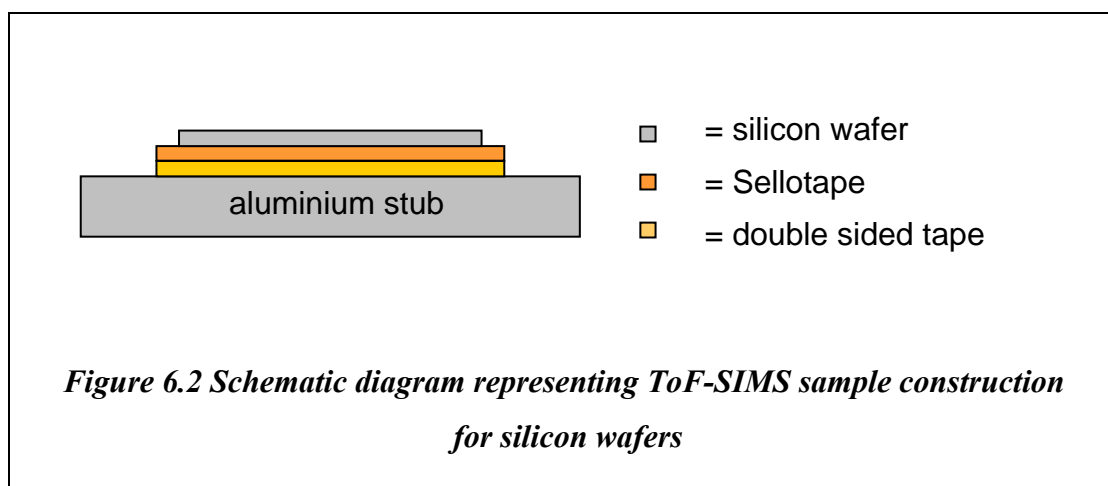 = silicon wafer
= Sellotape
aluminium stub
= double sided tape
Figure 6.2 Schematic diagram representing ToF-SIMS sample construction
for silicon wafers